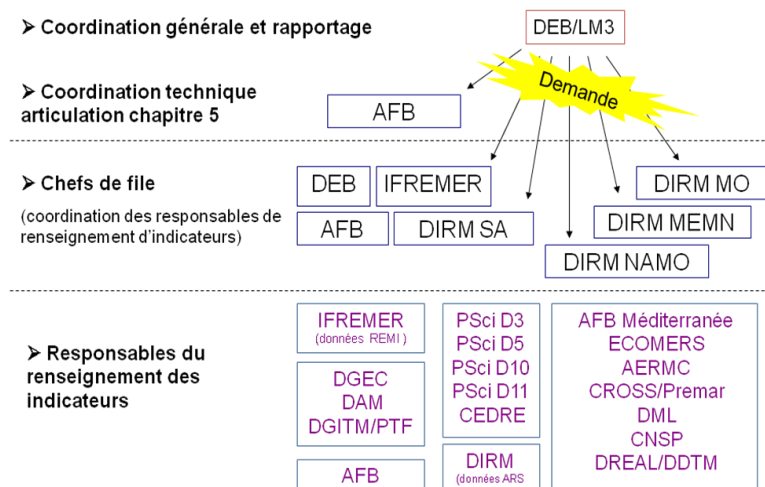 ➤ Coordination générale et rapportage
DEB/LM3
Demande
➤ Coordination technique
articulation chapitre 5
AFB
➤ Chefs de file
(coordination des responsables de
renseignement d'indicateurs)
DEB
IFREMER
DIRM MO
AFB
DIRM SA
DIRM MEMN
DIRM NAMO
➤ Responsables du
renseignement des
indicateurs
IFREMER
(données REMI )
DGEC
DAM
DGITM/PTF
AFB
PSci D3
PSci D5
PSci D10
PSci D11
CEDRE
DIRM
(données ARS
AFB Méditerranée
ECOMERS
AERMC
CROSS/Premar
DML
CNSP
DREAL/DDTM